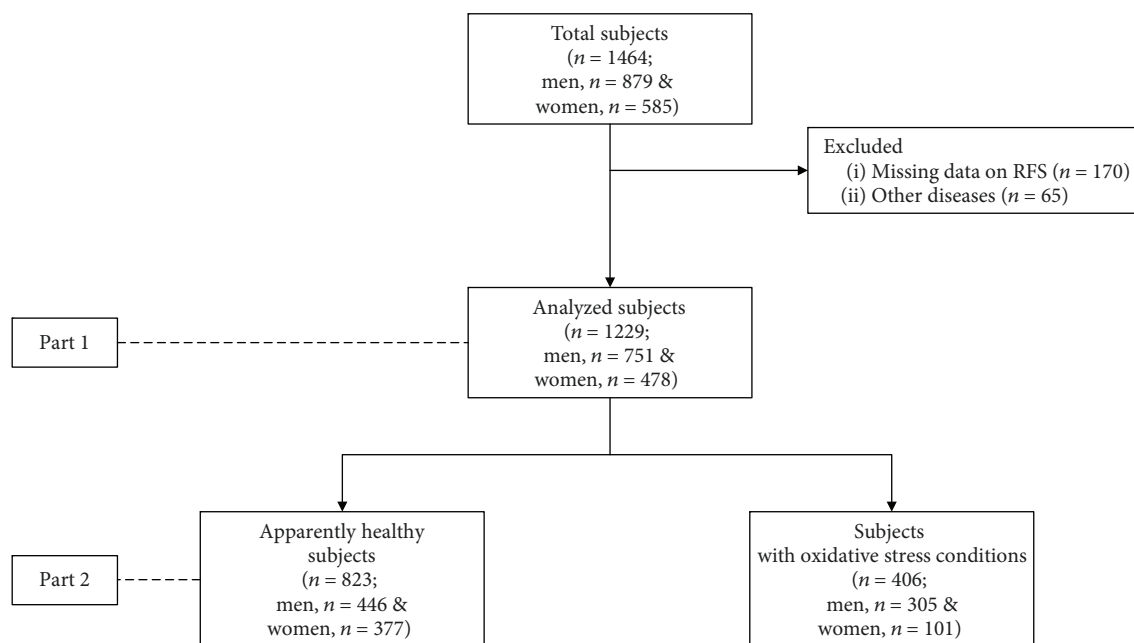 Total subjects
(n = 1464;
men, n = 879 &
women, n = 585)
Excluded
(i) Missing data on RFS (n = 170)
(ii) Other diseases (n = 65)
Part 1
Analyzed subjects
(n = 1229;
men, n = 751 &
women, n = 478)
Part 2
Apparently healthy
subjects
(n = 823;
men, n = 446 &
women, n = 377)
Subjects
with oxidative stress conditions
(n = 406;
men, n = 305 &
women, n = 101)